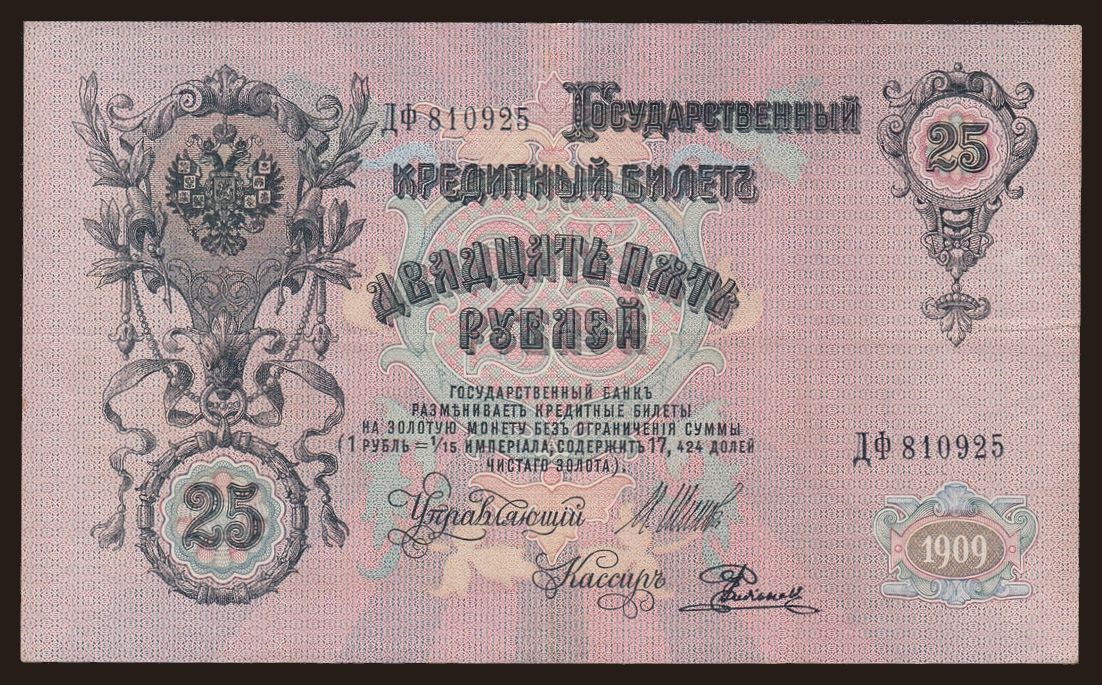 ДФ 810925
Государственный
Кредитный Билетъ
25
Двадцать пять
Рублей
Государственный Банкъ
размѣниваетъ кредитные билеты
на золотую монету безъ ограниченія суммы
(1 рубль = 1/15 империала, содержитъ 17,424 долей
чистаго золота).
ДФ 810925
25
Управляющій
Кассиръ
1909